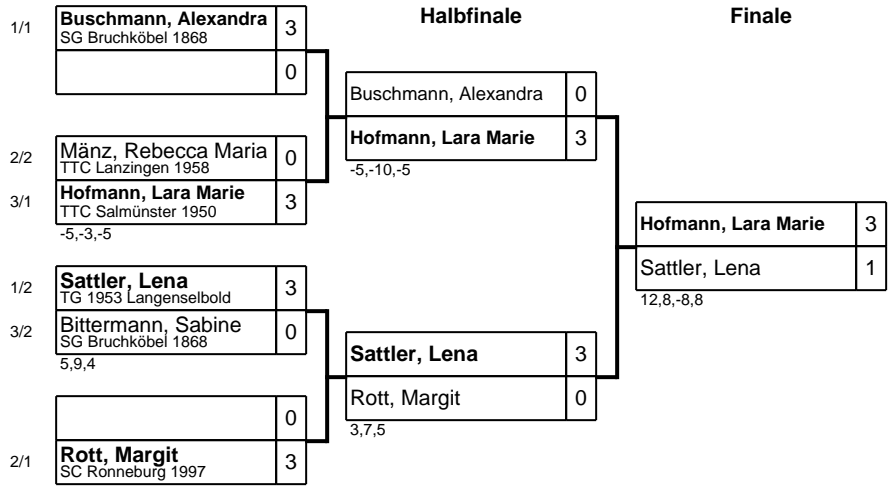 Halbfinale
Finale
1/1
Buschmann, Alexandra 3
SG Bruchköbel 1868
0
2/2
Mänz, Rebecca Maria 0
TTC Lanzingen 1958
3/1
Hofmann, Lara Marie 3
TTC Salmünster 1950
-5,-3,-5
1/2
Sattler, Lena 3
TG 1953 Langenselbold
3/2
Bittermann, Sabine 0
SG Bruchköbel 1868
5,9,4
0
2/1
Rott, Margit 3
SC Ronneburg 1997
Buschmann, Alexandra 0
Hofmann, Lara Marie 3
-5,-10,-5
Sattler, Lena 3
Rott, Margit 0
3,7,5
Hofmann, Lara Marie 3
Sattler, Lena 1
12,8,-8,8